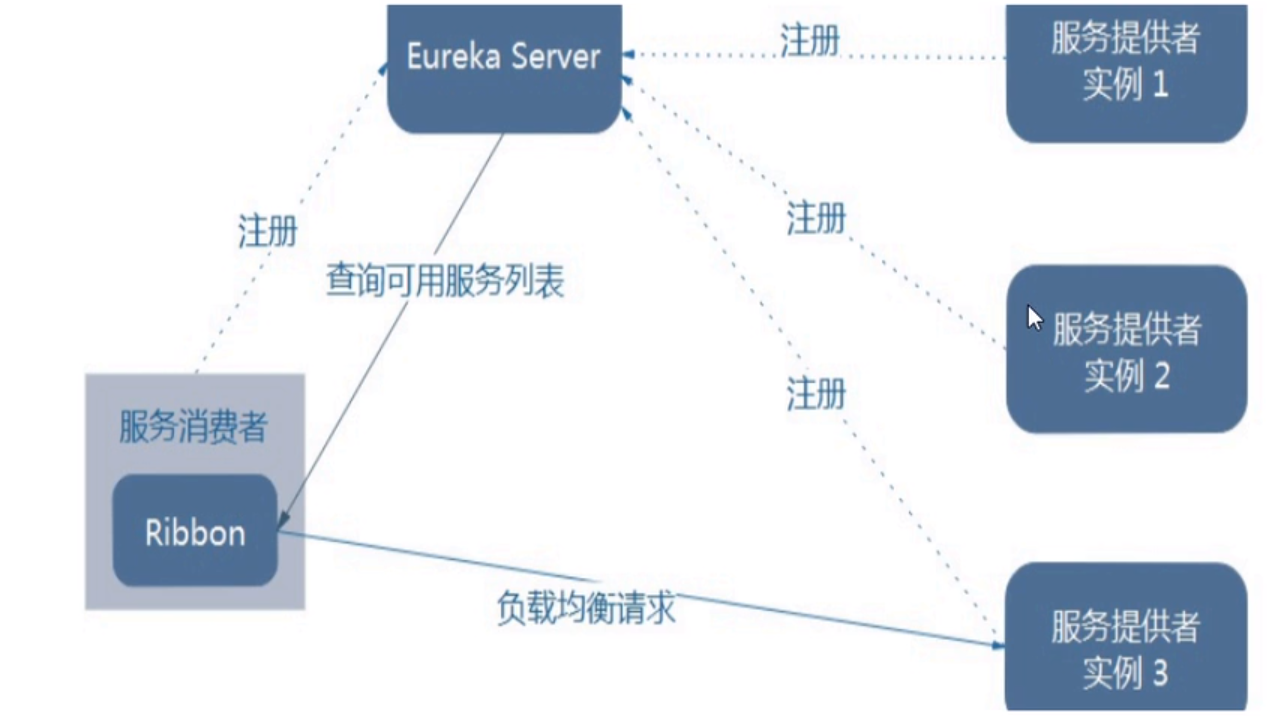 Eureka Server
注册
服务提供者
实例 1
注册
注册
查询可用服务列表
服务提供者
实例 2
注册
服务消费者
Ribbon
负载均衡请求
服务提供者
实例 3